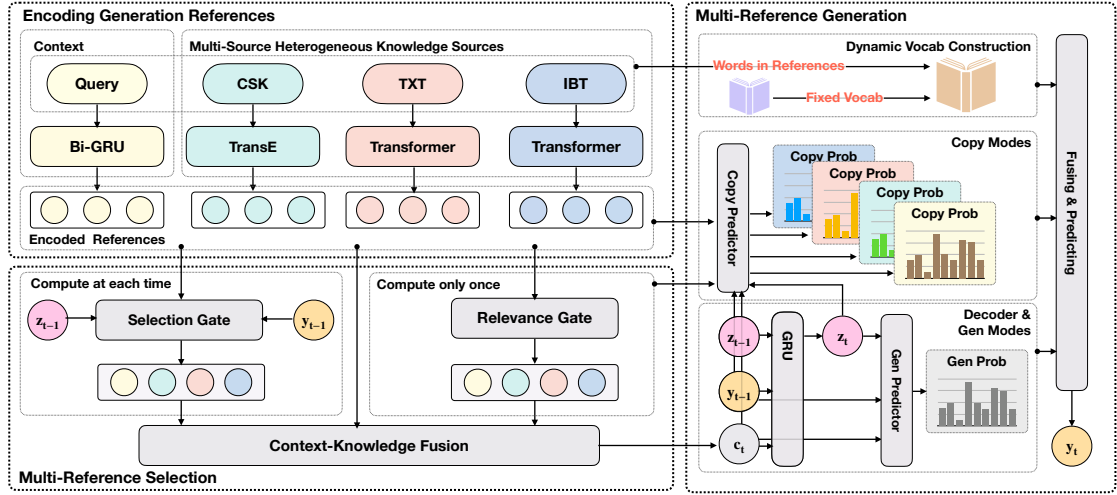 Encoding Generation References
Context
Multi-Source Heterogeneous Knowledge Sources
Query
CSK
TXT
IBT
Bi-GRU
TransE
Transformer
Transformer
Encoded References
Compute at each time
Selection Gate
z_{t-1}
y_{t-1}
Compute only once
Relevance Gate
Context-Knowledge Fusion
Multi-Reference Selection
Multi-Reference Generation
Dynamic Vocab Construction
Words in References
Fixed Vocab
Copy Modes
Copy Predictor
Copy Prob
Copy Prob
Copy Prob
Copy Prob
Decoder &
Gen Modes
z_{t-1}
y_{t-1}
c_t
GRU
z_t
Gen Predictor
Gen Prob
Fusing & Predicting
y_t